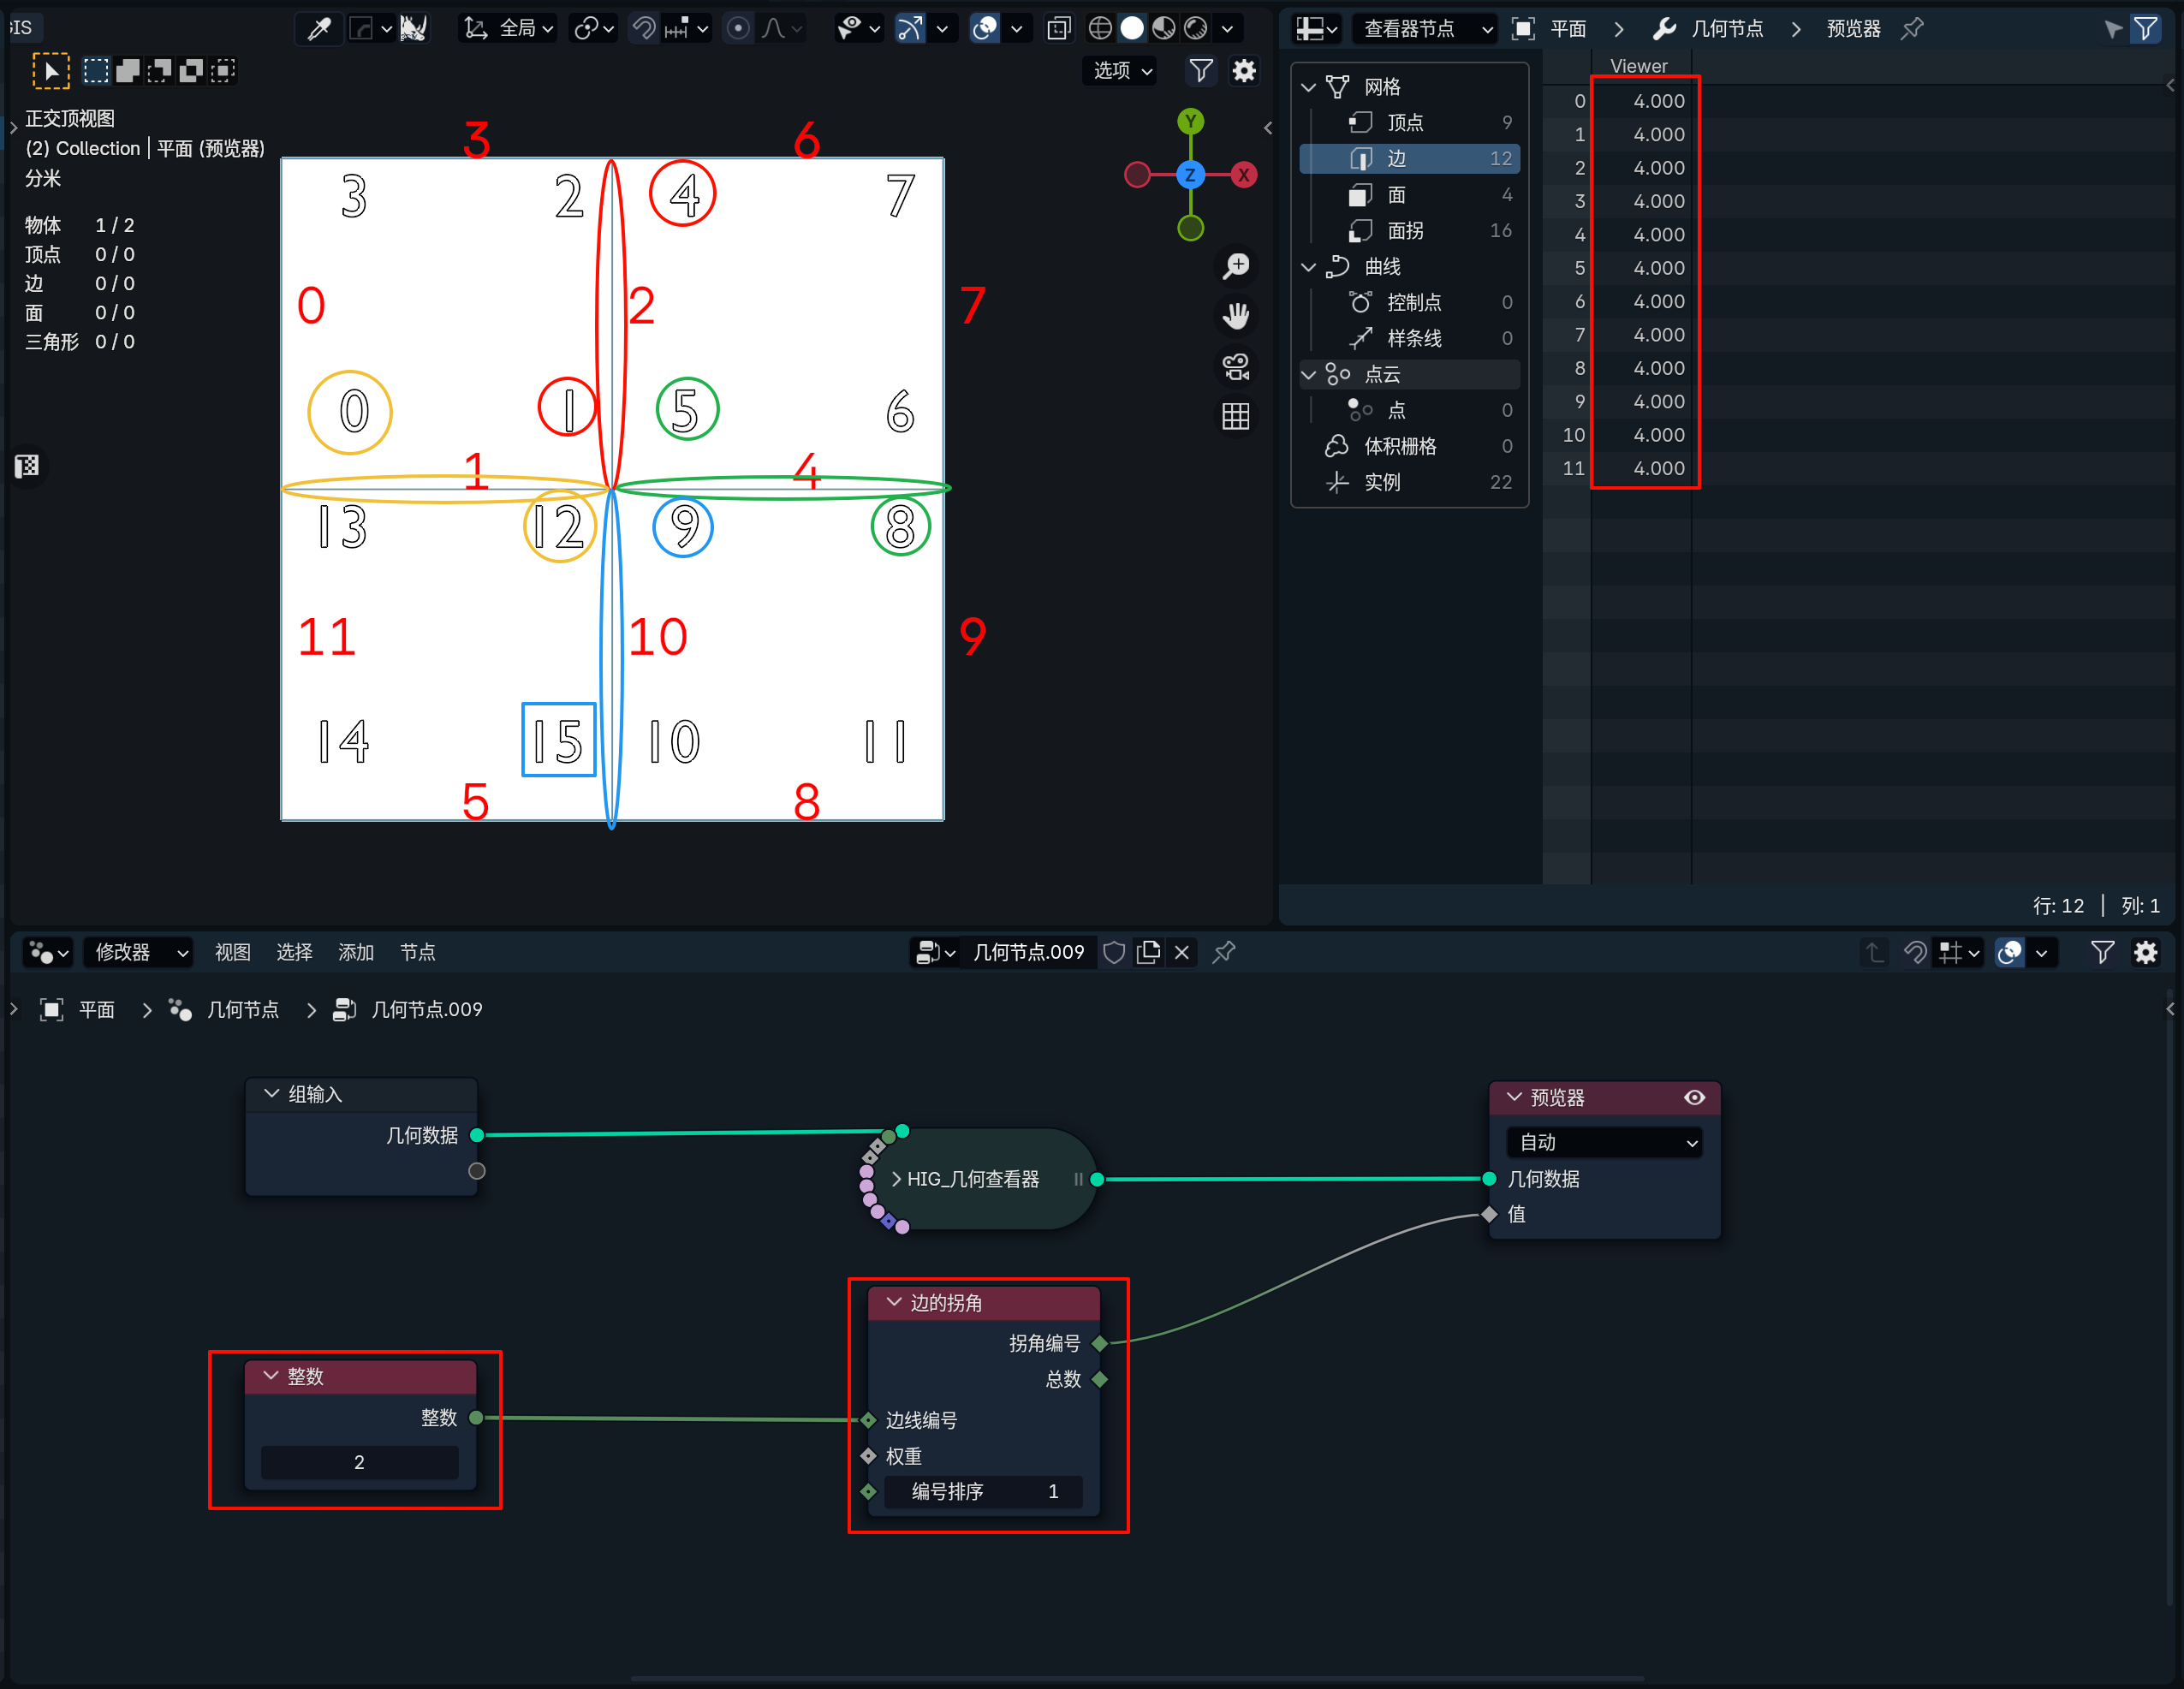 IS
全局
选项
正交顶视图
(2) Collection | 平面 (预览器)
分米
物体 1 / 2
顶点 0 / 0
边 0 / 0
面 0 / 0
三角形 0 / 0
Y
Z
X
3 6
3 2 4 7
0 2 7
0 1 5 6
1 4
13 12 9 8
11 10 9
14 15 10 11
5 8
查看器节点
平面
几何节点
预览器
网格
顶点 9
边 12
面 4
面拐 16
曲线
控制点 0
样条线 0
点云
点 0
体积栅格 0
实例 22
Viewer
0 4.000
1 4.000
2 4.000
3 4.000
4 4.000
5 4.000
6 4.000
7 4.000
8 4.000
9 4.000
10 4.000
11 4.000
行: 12 | 列: 1
修改器 视图 选择 添加 节点
几何节点.009
平面 几何节点 几何节点.009
组输入
几何数据
HIG_几何查看器
预览器
自动
几何数据
值
整数
整数
2
边的拐角
拐角编号
总数
边线编号
权重
编号排序 1